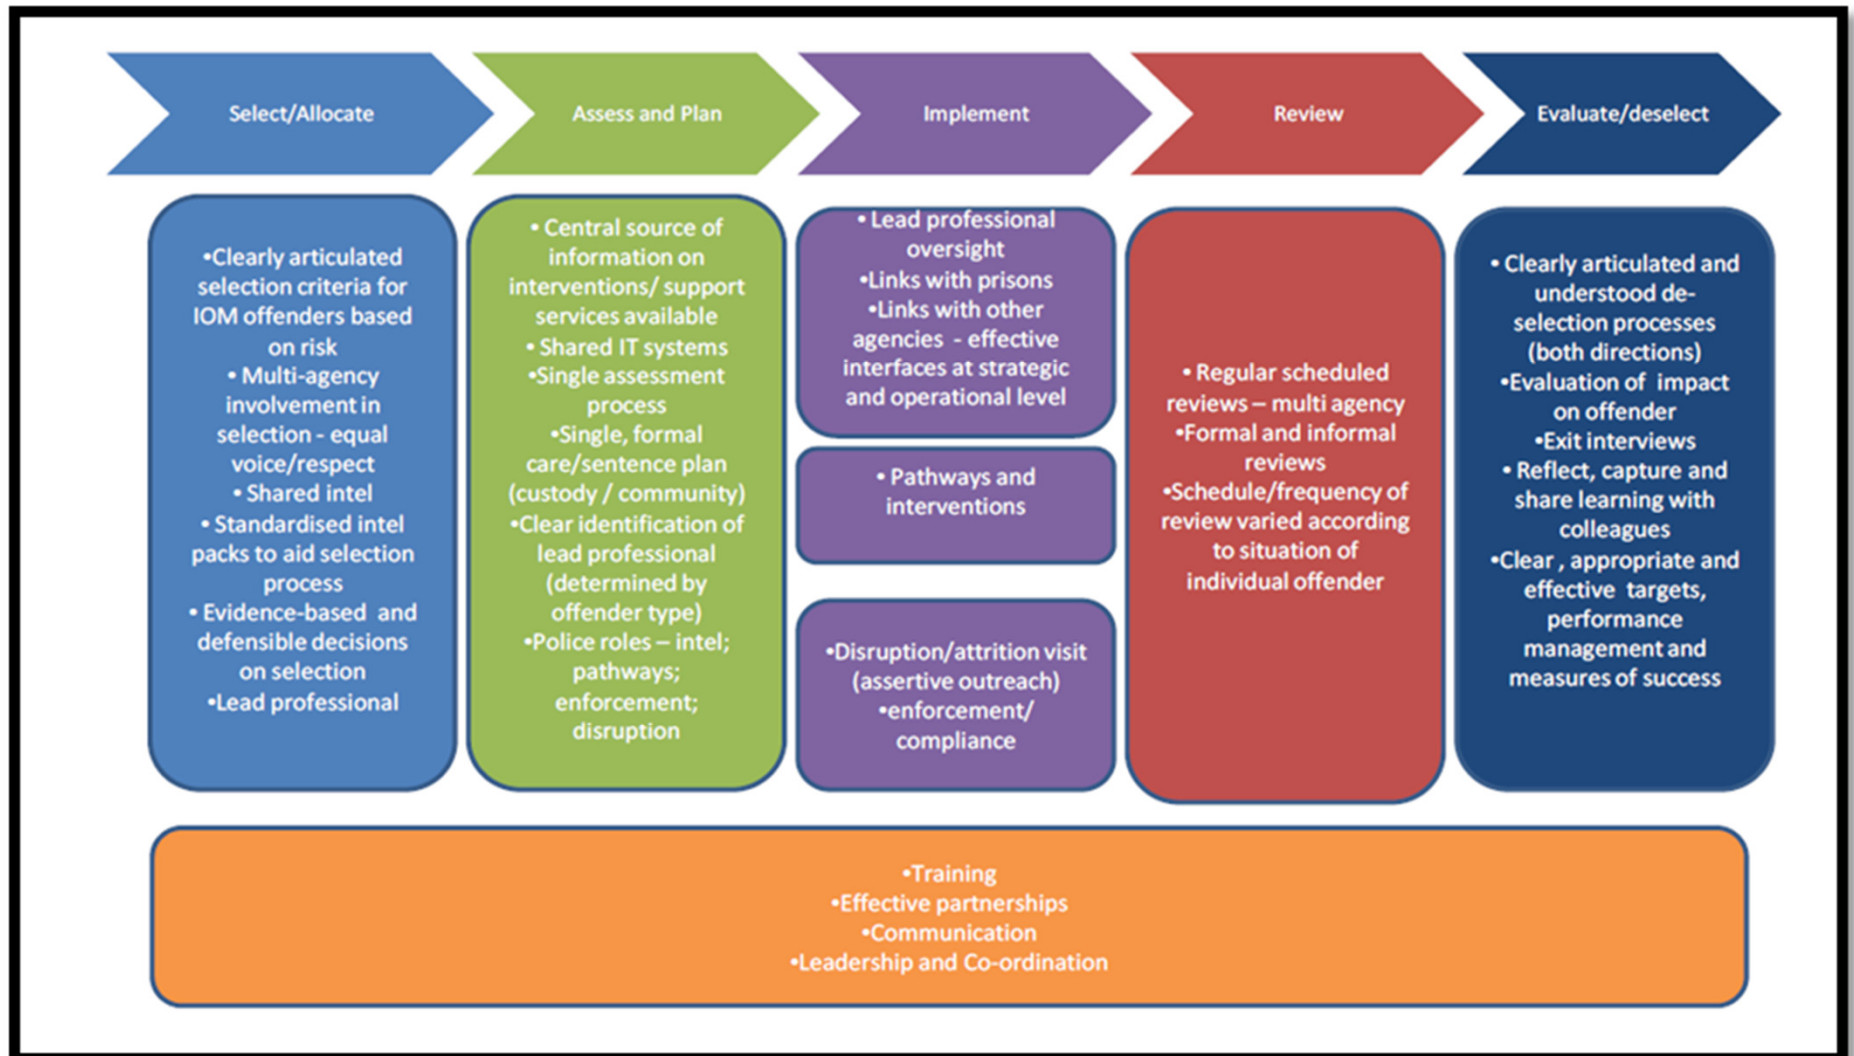 Select/Allocate
Assess and Plan
Implement
Review
Evaluate/deselect
•Clearly articulated
selection criteria for
IOM offenders based
on risk
• Multi-agency
involvement in
selection - equal
voice/respect
• Shared intel
• Standardised intel
packs to aid selection
process
• Evidence-based and
defensible decisions
on selection
•Lead professional
• Central source of
information on
interventions/ support
services available
• Shared IT systems
•Single assessment
process
•Single, formal
care/sentence plan
(custody / community)
•Clear identification of
lead professional
(determined by
offender type)
•Police roles – intel;
pathways;
enforcement;
disruption
• Lead professional
oversight
•Links with prisons
•Links with other
agencies - effective
interfaces at strategic
and operational level
• Pathways and
interventions
•Disruption/attrition visit
(assertive outreach)
•enforcement/
compliance
• Regular scheduled
reviews – multi agency
•Formal and informal
reviews
•Schedule/frequency of
review varied according
to situation of
individual offender
• Clearly articulated and
understood de-
selection processes
(both directions)
•Evaluation of impact
on offender
•Exit interviews
• Reflect, capture and
share learning with
colleagues
•Clear , appropriate and
effective targets,
performance
management and
measures of success
•Training
•Effective partnerships
•Communication
•Leadership and Co-ordination